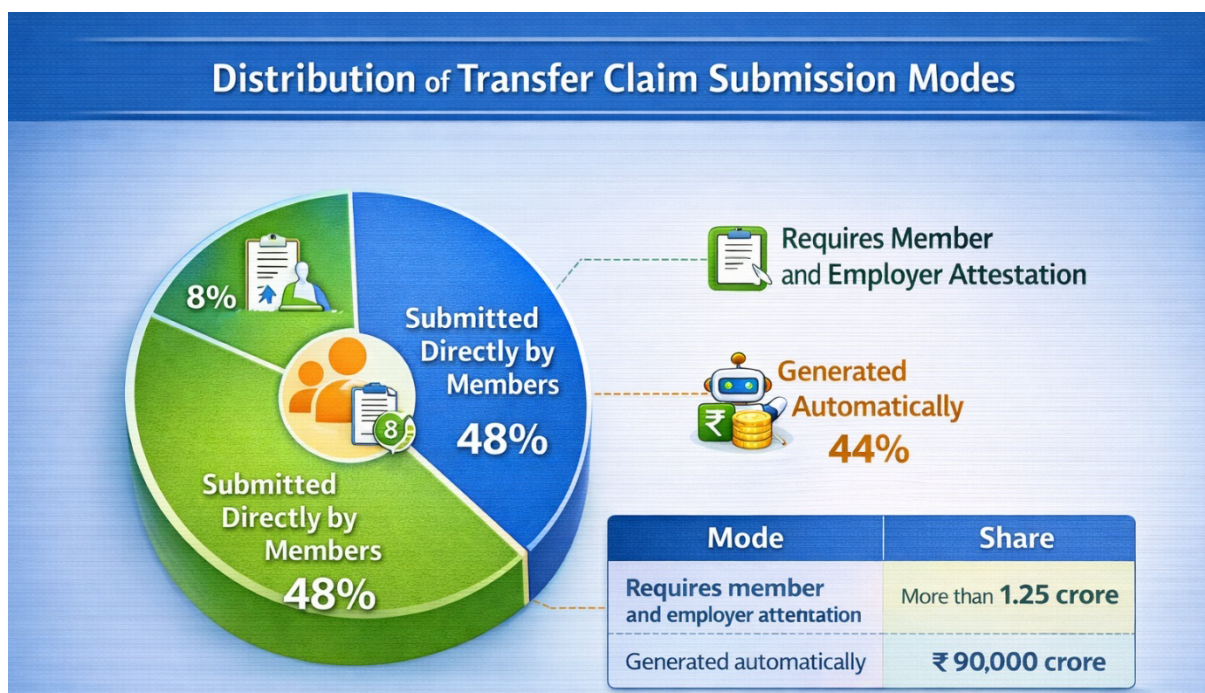 Distribution of Transfer Claim Submission Modes
8%
Submitted
Directly by
Members
48%
8
Submitted
Directly by
Members
48%
Requires Member
and Employer Attestation
₹
Generated
Automatically
44%
Mode Share
Requires member
and employer attentation
More than 1.25 crore
Generated automatically ₹ 90,000 crore